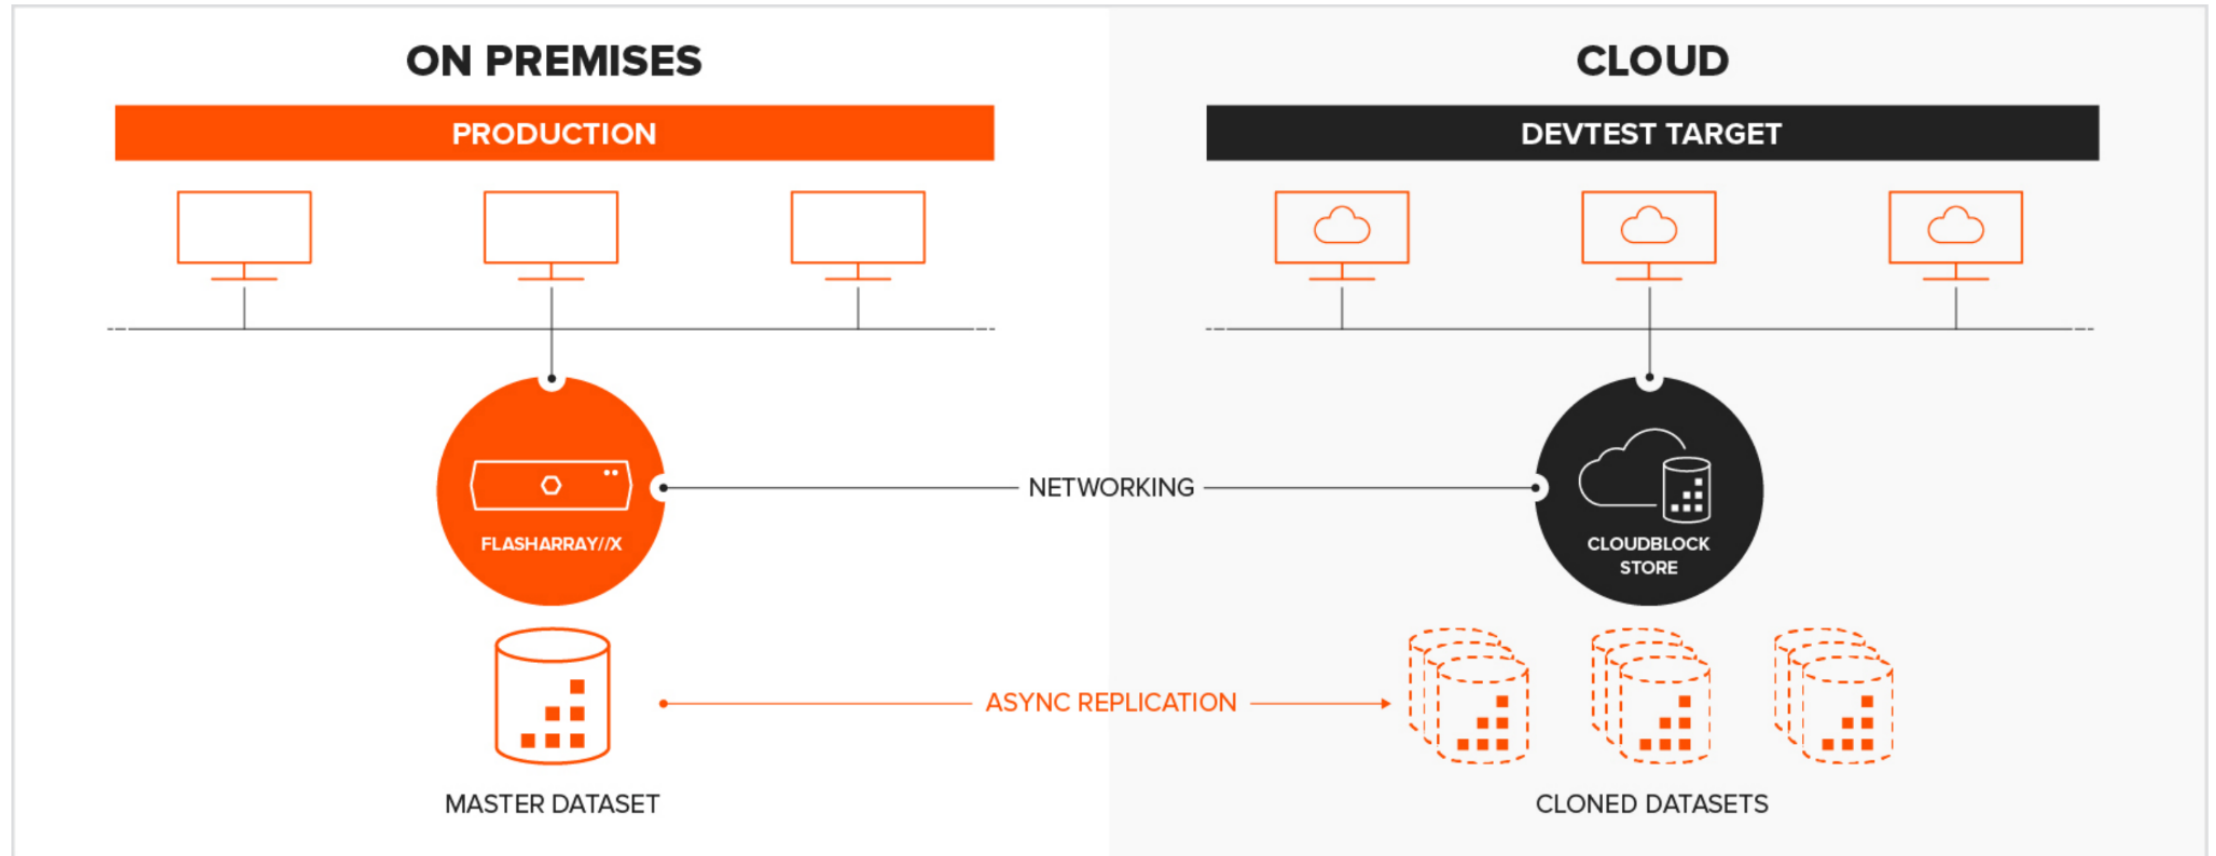 ON PREMISES
CLOUD
PRODUCTION
DEVTEST TARGET
FLASHARRAY//X
NETWORKING
CLOUDBLOCK
STORE
ASYNC REPLICATION
MASTER DATASET
CLONED DATASETS